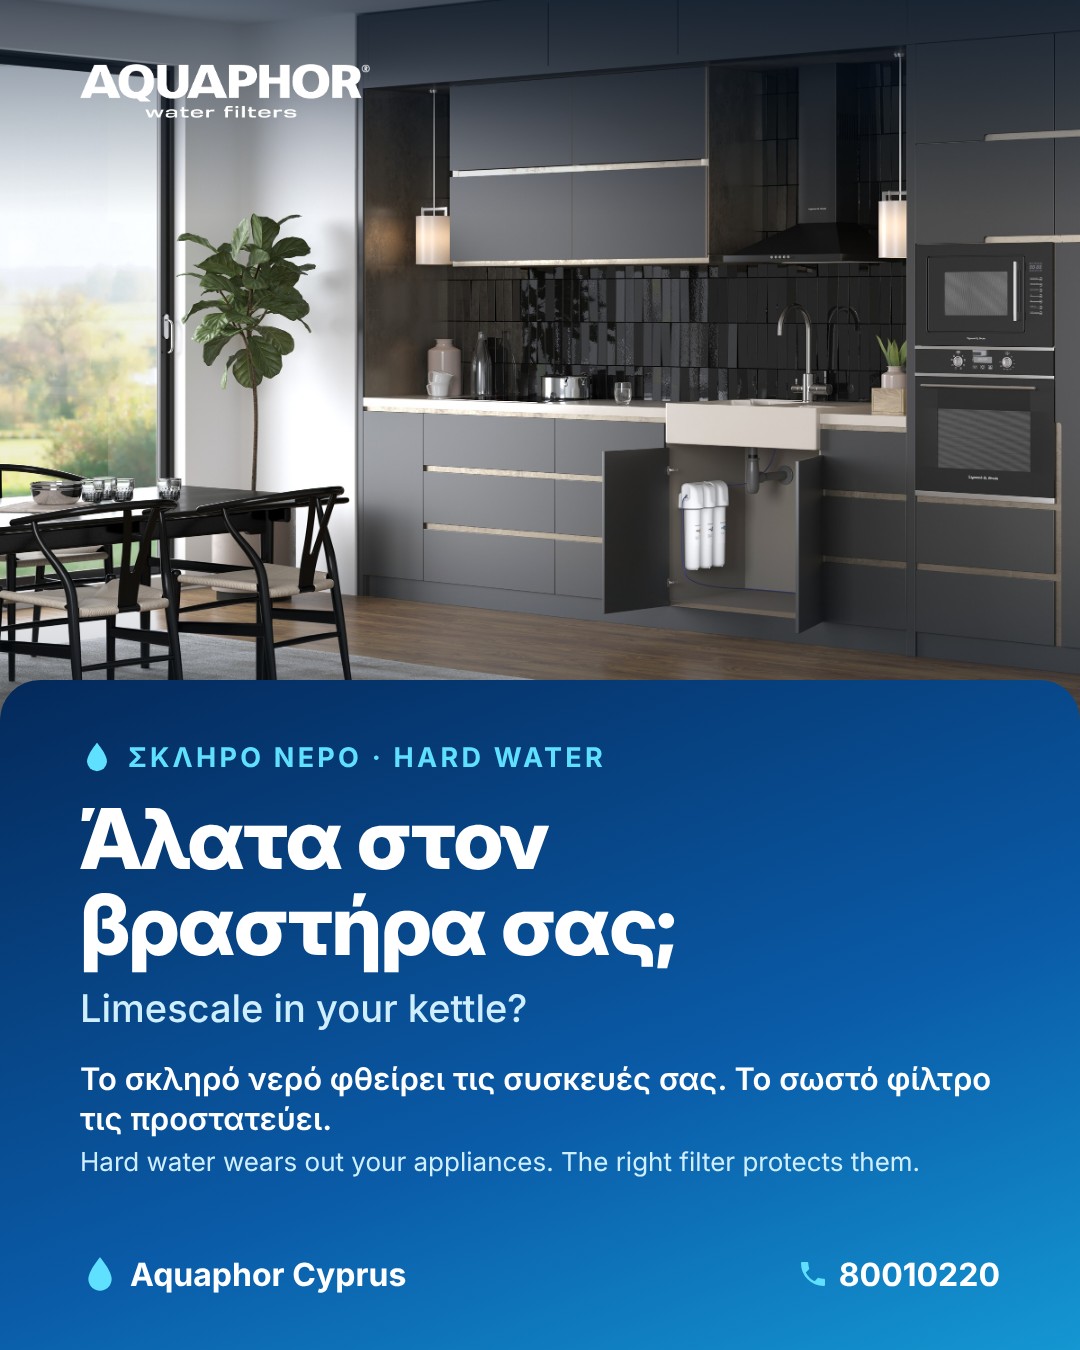 AQUAPHOR®
water filters
ΣΚΛΗΡΟ ΝΕΡΟ · HARD WATER
Άλατα στον
βραστήρα σας;
Limescale in your kettle?
Το σκληρό νερό φθείρει τις συσκευές σας. Το σωστό φίλτρο
τις προστατεύει.
Hard water wears out your appliances. The right filter protects them.
Aquaphor Cyprus
80010220